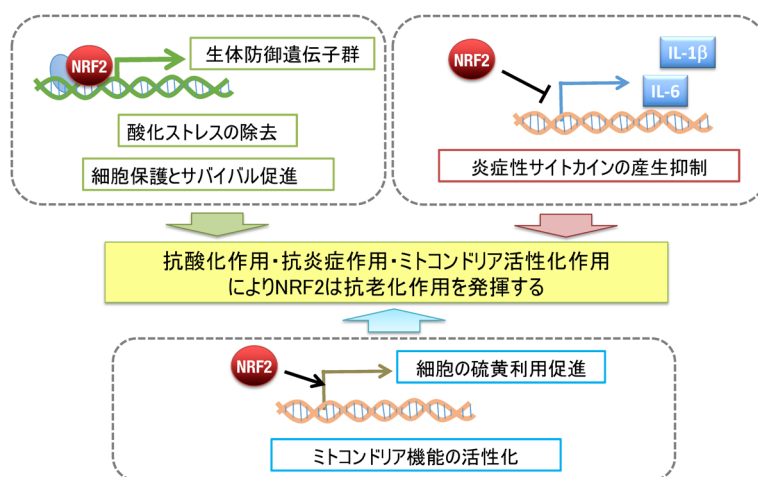 NRF2
生体防御遺伝子群
酸化ストレスの除去
細胞保護とサバイバル促進
NRF2
IL-1β
IL-6
炎症性サイトカインの産生抑制
抗酸化作用・抗炎症作用・ミトコンドリア活性化作用
によりNRF2は抗老化作用を発揮する
NRF2
細胞の硫黄利用促進
ミトコンドリア機能の活性化